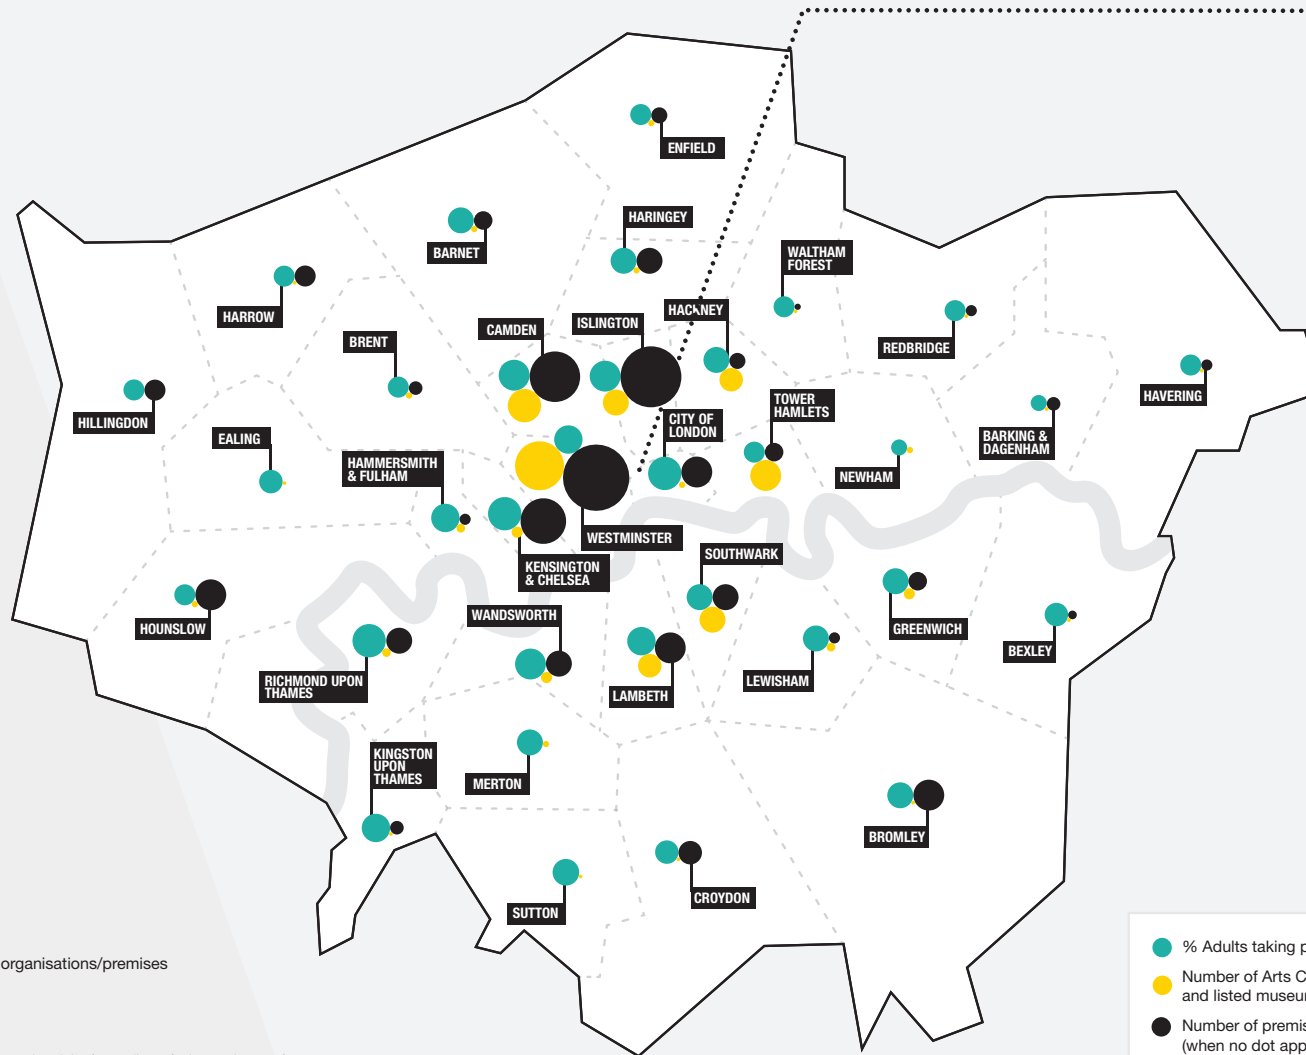 ENFIELD
HARINGEY
BARNET
WALTHAM
FOREST
HARROW
HACKNEY
ISLINGTON
CAMDEN
BRENT
REDBRIDGE
HAVERING
HILLINGDON
TOWER
HAMLETS
CITY OF
LONDON
EALING
BARKING &
DAGENHAM
HAMMERSMITH
& FULHAM
NEWHAM
WESTMINSTER
SOUTHWARK
KENSINGTON
& CHELSEA
WANDSWORTH
HOUNSLOW
GREENWICH
BEXLEY
RICHMOND UPON
THAMES
LEWISHAM
LAMBETH
KINGSTON
UPON
THAMES
MERTON
BROMLEY
CROYDON
SUTTON
organisations/premises
% Adults taking p
Number of Arts C
and listed museu
Number of premis
(when no dot app